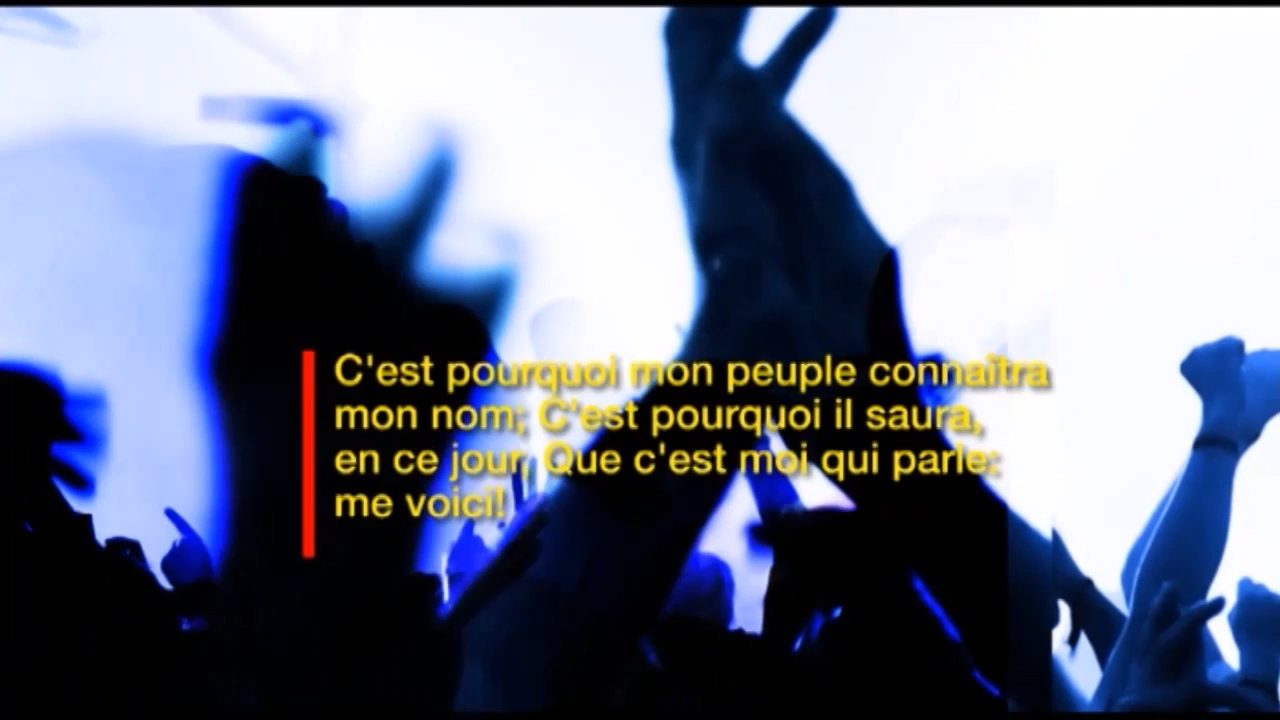 C'est pourquoi mon peuple connaîtra
mon nom; C'est pourquoi il saura,
en ce jour, Que c'est moi qui parle:
me voici!